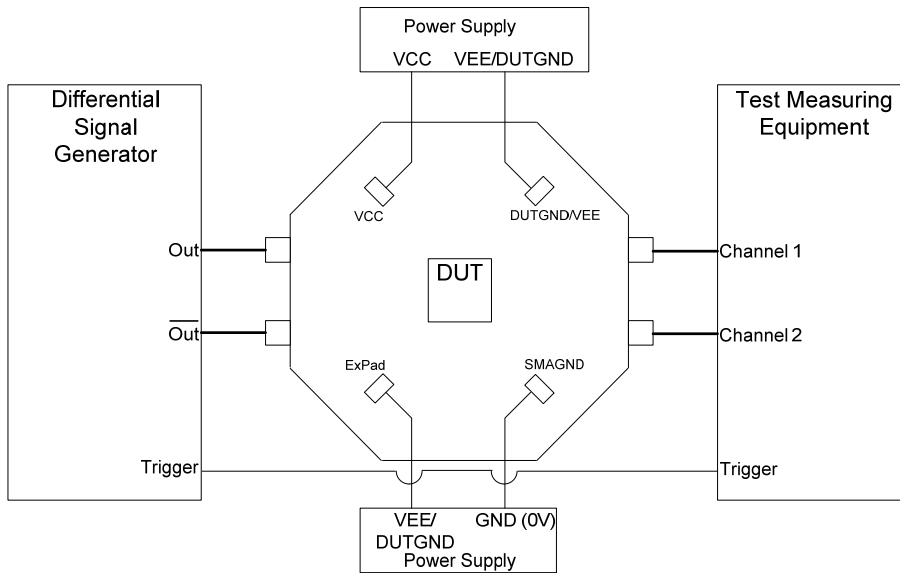 Power Supply
VCC VEE/DUTGND
Differential
Signal
Generator
Test Measuring
Equipment
VCC
DUTGND/VEE
Out
Channel 1
DUT
Out
Channel 2
ExPad
SMAGND
Trigger
Trigger
VEE/
DUTGND
GND (0V)
Power Supply